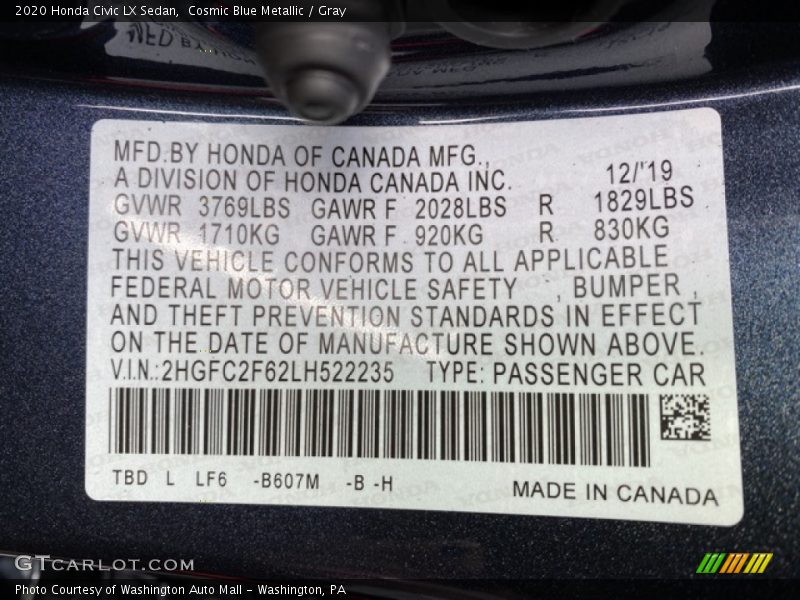 2020 Honda Civic LX Sedan, Cosmic Blue Metallic / Gray
MFD.BY HONDA OF CANADA MFG.,
A DIVISION OF HONDA CANADA INC. 12/'19
GVWR 3769LBS GAWR F 2028LBS R 1829LBS
GVWR 1710KG GAWR F 920KG R 830KG
THIS VEHICLE CONFORMS TO ALL APPLICABLE
FEDERAL MOTOR VEHICLE SAFETY , BUMPER ,
AND THEFT PREVENTION STANDARDS IN EFFECT
ON THE DATE OF MANUFACTURE SHOWN ABOVE.
V.I.N.:2HGFC2F62LH522235 TYPE: PASSENGER CAR
TBD L LF6 -B607M -B -H
MADE IN CANADA
GTCARLOT.COM
Photo Courtesy of Washington Auto Mall - Washington, PA